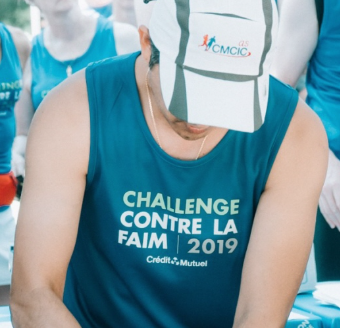 CMCIC
CHALLENGE
CONTRE LA
FAIM | 2019
Crédit Mutuel